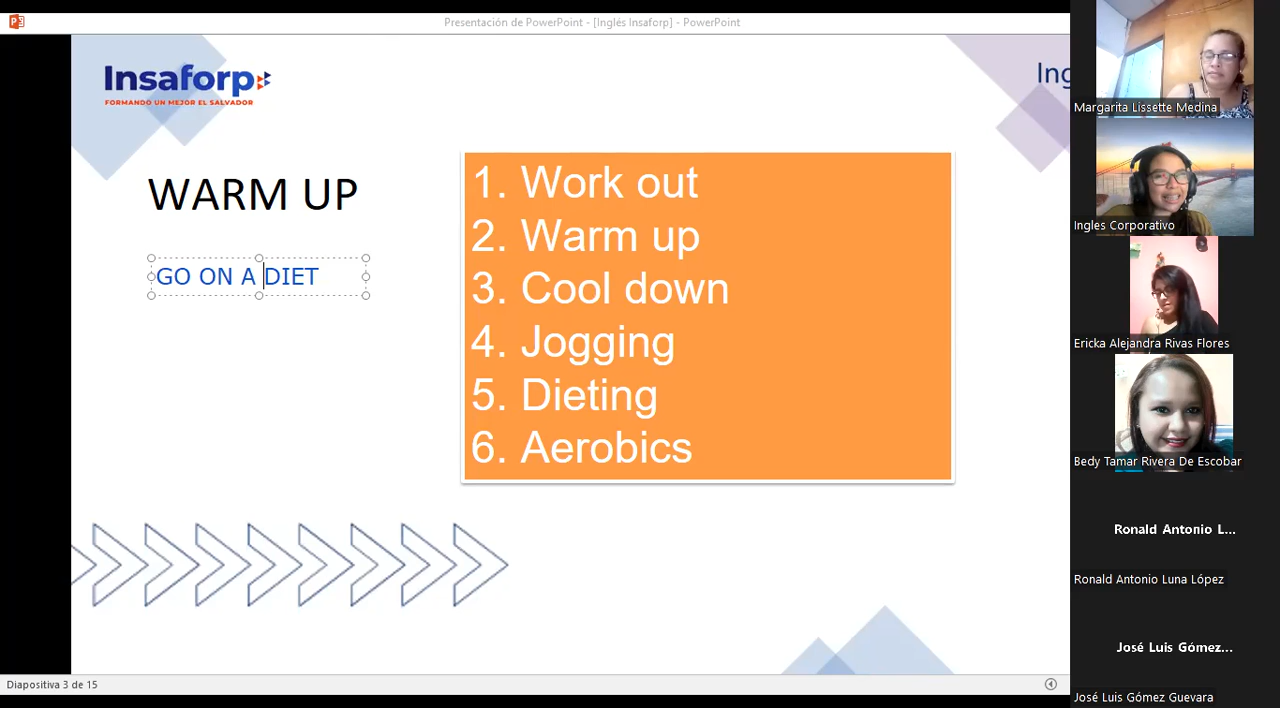 Presentación de PowerPoint - [Inglés Insaforp] - PowerPoint
Insaforp
FORMANDO UN MEJOR EL SALVADOR
Ing
WARM UP
GO ON A DIET
1. Work out
2. Warm up
3. Cool down
4. Jogging
5. Dieting
6. Aerobics
Diapositiva 3 de 15
Margarita Lissette Medina
Ingles Corporativo
Ericka Alejandra Rivas Flores
Bedy Tamar Rivera De Escobar
Ronald Antonio L...
Ronald Antonio Luna López
José Luis Gómez...
José Luis Gómez Guevara